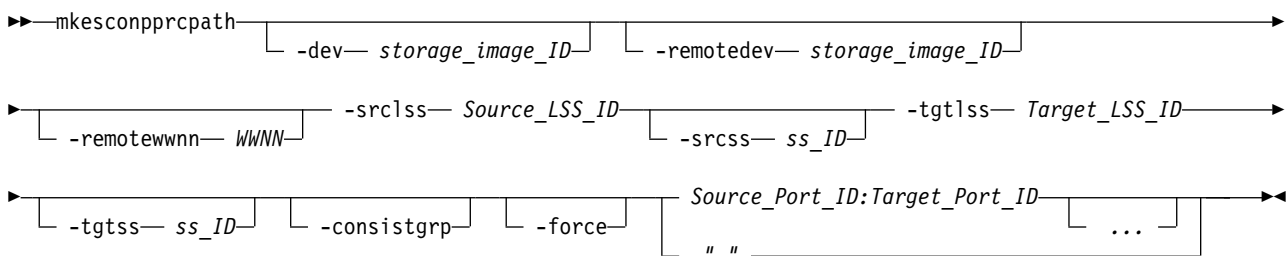 mkesconpprcpath
-dev storage_image_ID -remotedev storage_image_ID
-remotewwnn WWNN -srclss Source_LSS_ID -srcss ss_ID -tgtlss Target_LSS_ID
-tgtss ss_ID -consistgrp -force Source_Port_ID:Target_Port_ID ...
" "